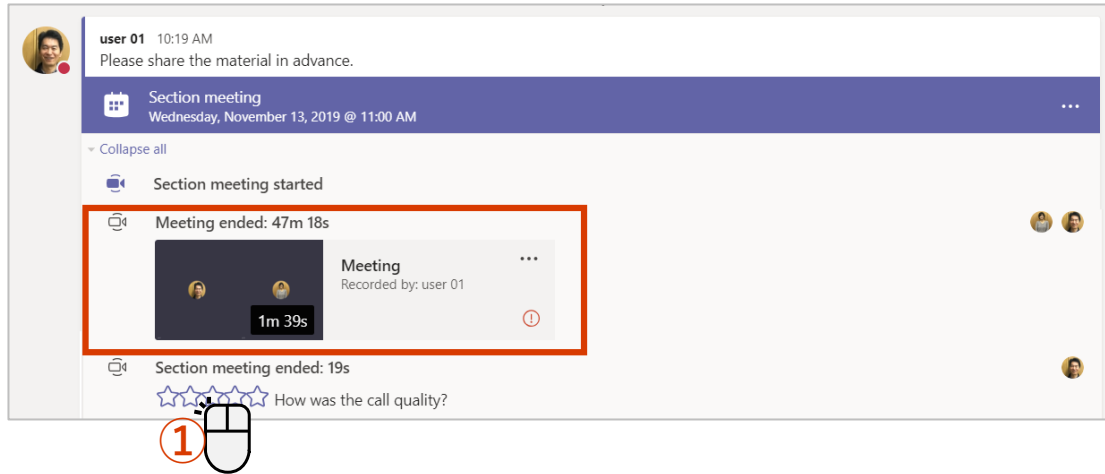 user 01 10:19 AM
Please share the material in advance.
Section meeting
Wednesday, November 13, 2019 @ 11:00 AM
Collapse all
Section meeting started
Meeting ended: 47m 18s
Meeting
Recorded by: user 01
1m 39s
Section meeting ended: 19s
How was the call quality?
①